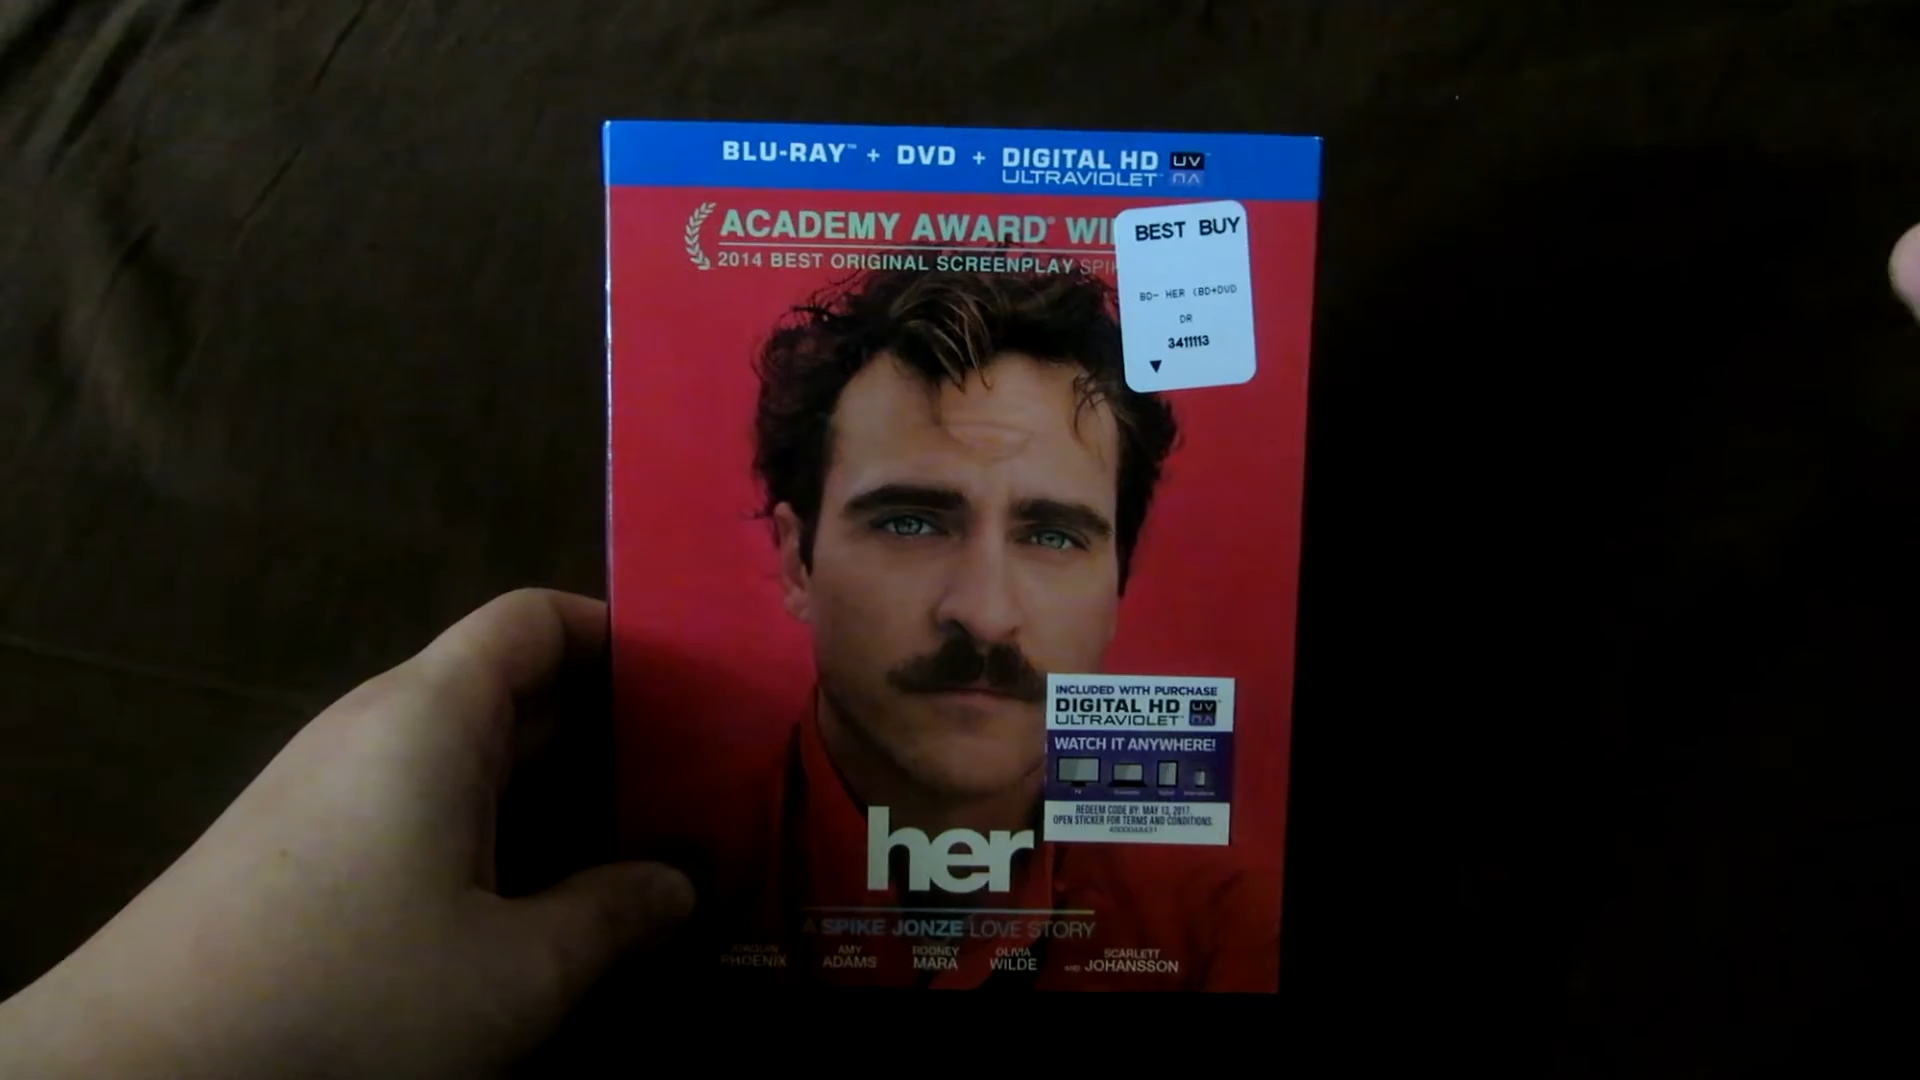 BLU-RAY™ + DVD + DIGITAL HD UV
ULTRAVIOLET™
ACADEMY AWARD® WI
2014 BEST ORIGINAL SCREENPLAY SPIK
BEST BUY
BD- HER (BD+DVD
DR
3411113
INCLUDED WITH PURCHASE
DIGITAL HD UV
ULTRAVIOLET™
WATCH IT ANYWHERE!
TV
REDEEM CODE BY: MAY 13, 2017.
OPEN STICKER FOR TERMS AND CONDITIONS.
her
A SPIKE JONZE LOVE STORY
JOAQUIN PHOENIX
AMY ADAMS
ROONEY MARA
OLIVIA WILDE
AND SCARLETT JOHANSSON